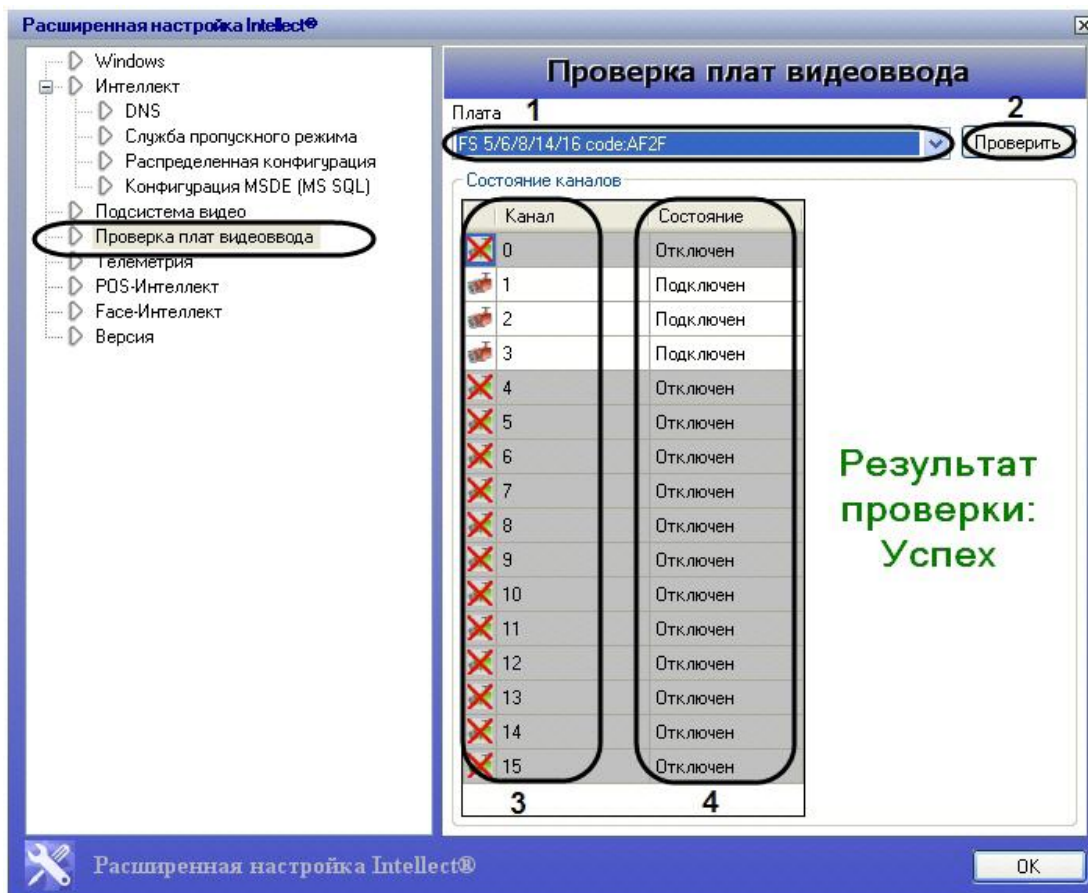 Расширенная настройка Intellect®
Windows
Интеллект
DNS
Служба пропускного режима
Распределенная конфигурация
Конфигурация MSDE (MS SQL)
Подсистема видео
Проверка плат видеоввода
Телеметрия
POS-Интеллект
Face-Интеллект
Версия
Проверка плат видеоввода
Плата 1 2
FS 5/6/8/14/16 code:AF2F Проверить
Состояние каналов
Канал Состояние
0 Отключен
1 Подключен
2 Подключен
3 Подключен
4 Отключен
5 Отключен
6 Отключен
7 Отключен
8 Отключен
9 Отключен
10 Отключен
11 Отключен
12 Отключен
13 Отключен
14 Отключен
15 Отключен
3 4
Результат
проверки:
Успех
Расширенная настройка Intellect®
OK